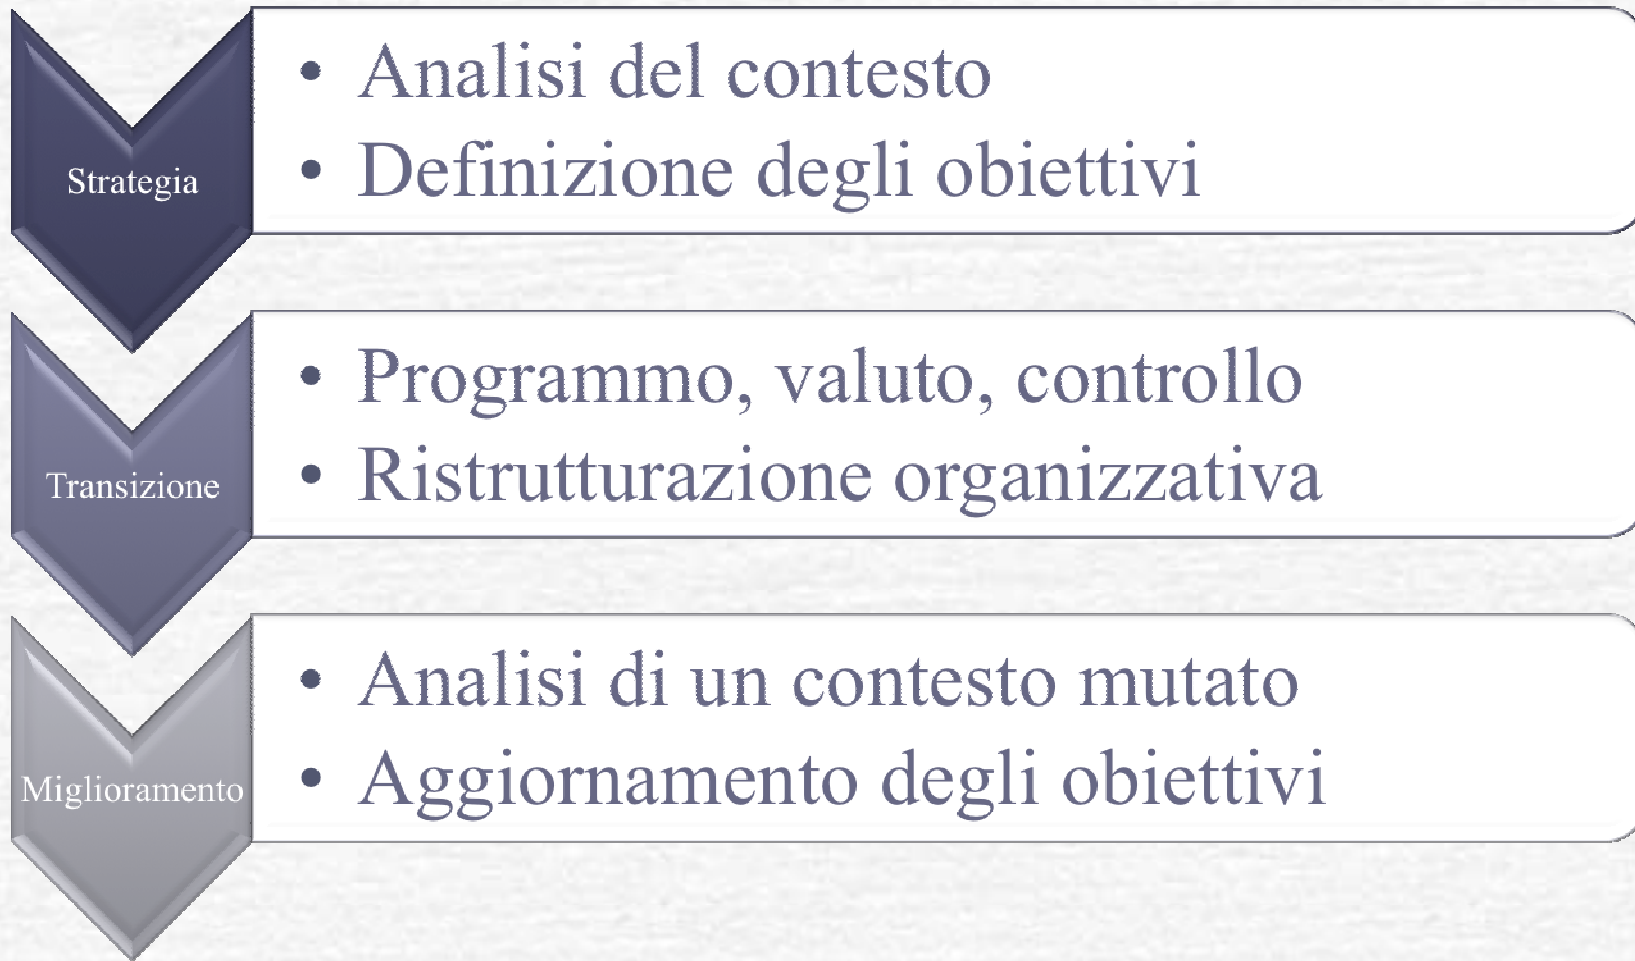 Strategia
• Analisi del contesto
• Definizione degli obiettivi
Transizione
• Programmo, valuto, controllo
• Ristrutturazione organizzativa
Miglioramento
• Analisi di un contesto mutato
• Aggiornamento degli obiettivi